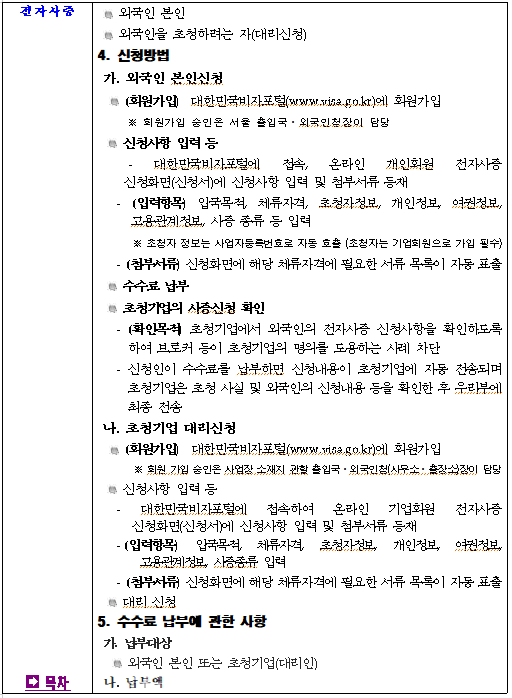 전자사증
외국인 본인
외국인을 초청하려는 자(대리신청)
4. 신청방법
가. 외국인 본인신청
(회원가입) 대한민국비자포털(www.visa.go.kr)에 회원가입
※ 회원가입 승인은 서울 출입국·외국인청장이 담당
신청사항 입력 등
- 대한민국비자포털에 접속, 온라인 개인회원 전자사증
신청화면(신청서)에 신청사항 입력 및 첨부서류 등재
- (입력항목) 입국목적, 체류자격, 초청자정보, 개인정보, 여권정보,
고용관계정보, 사증 종류 등 입력
※ 초청자 정보는 사업자등록번호로 자동 호출 (초청자는 기업회원으로 가입 필수)
- (첨부서류) 신청화면에 해당 체류자격에 필요한 서류 목록이 자동 표출
수수료 납부
초청기업의 사증신청 확인
- (확인목적) 초청기업에서 외국인의 전자사증 신청사항을 확인하도록
하여 브로커 등이 초청기업의 명의를 도용하는 사례 차단
- 신청인이 수수료를 납부하면 신청내용이 초청기업에 자동 전송되며
초청기업은 초청 사실 및 외국인의 신청내용 등을 확인한 후 우리부에
최종 전송
나. 초청기업 대리신청
(회원가입) 대한민국비자포털(www.visa.go.kr)에 회원가입
※ 회원 가입 승인은 사업장 소재지 관할 출입국·외국인청(사무소·출장소)장이 담당
신청사항 입력 등
- 대한민국비자포털에 접속하여 온라인 기업회원 전자사증
신청화면(신청서)에 신청사항 입력 및 첨부서류 등재
- (입력항목) 입국목적, 체류자격, 초청자정보, 개인정보, 여권정보,
고용관계정보, 사증종류 입력
- (첨부서류) 신청화면에 해당 체류자격에 필요한 서류 목록이 자동 표출
대리 신청
5. 수수료 납부에 관한 사항
가. 납부대상
외국인 본인 또는 초청기업(대리인)
목차
나. 납부액